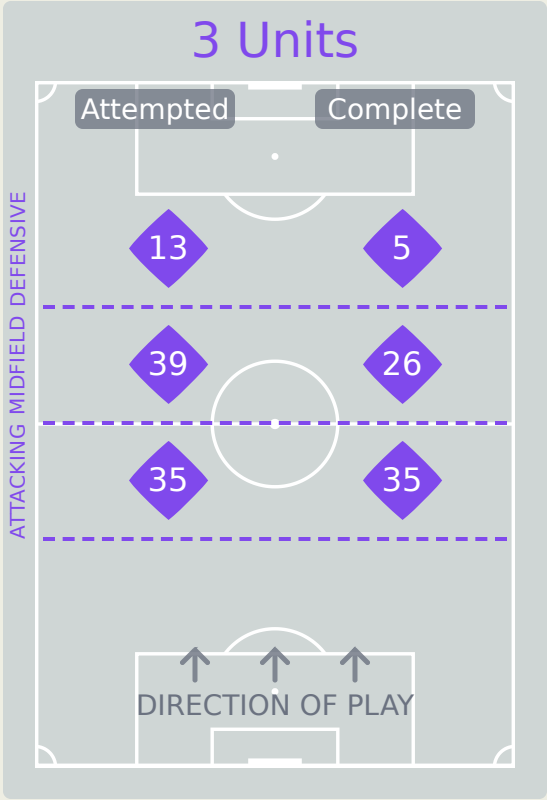 3 Units
Attempted
Complete
ATTACKING MIDFIELD DEFENSIVE
13
5
39
26
35
35
DIRECTION OF PLAY